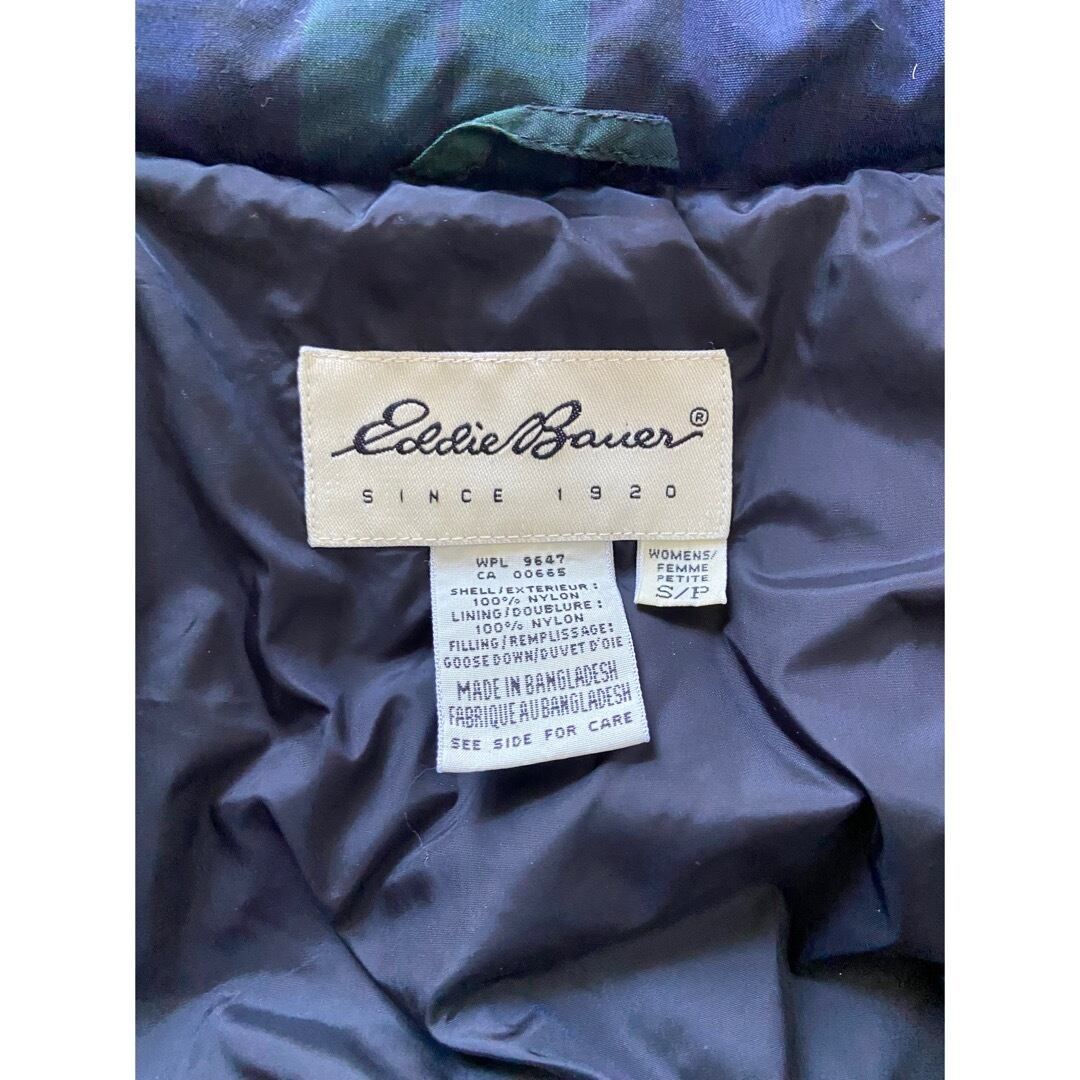 Eddie Bauer®
SINCE 1920
WPL 9647
CA 00665
SHELL/EXTERIEUR:
100% NYLON
LINING/DOUBLURE:
100% NYLON
FILLING/REMPLISSAGE:
GOOSE DOWN/DUVET D'OIE
MADE IN BANGLADESH
FABRIQUE AU BANGLADESH
SEE SIDE FOR CARE
WOMENS/
FEMME
PETITE
S/P